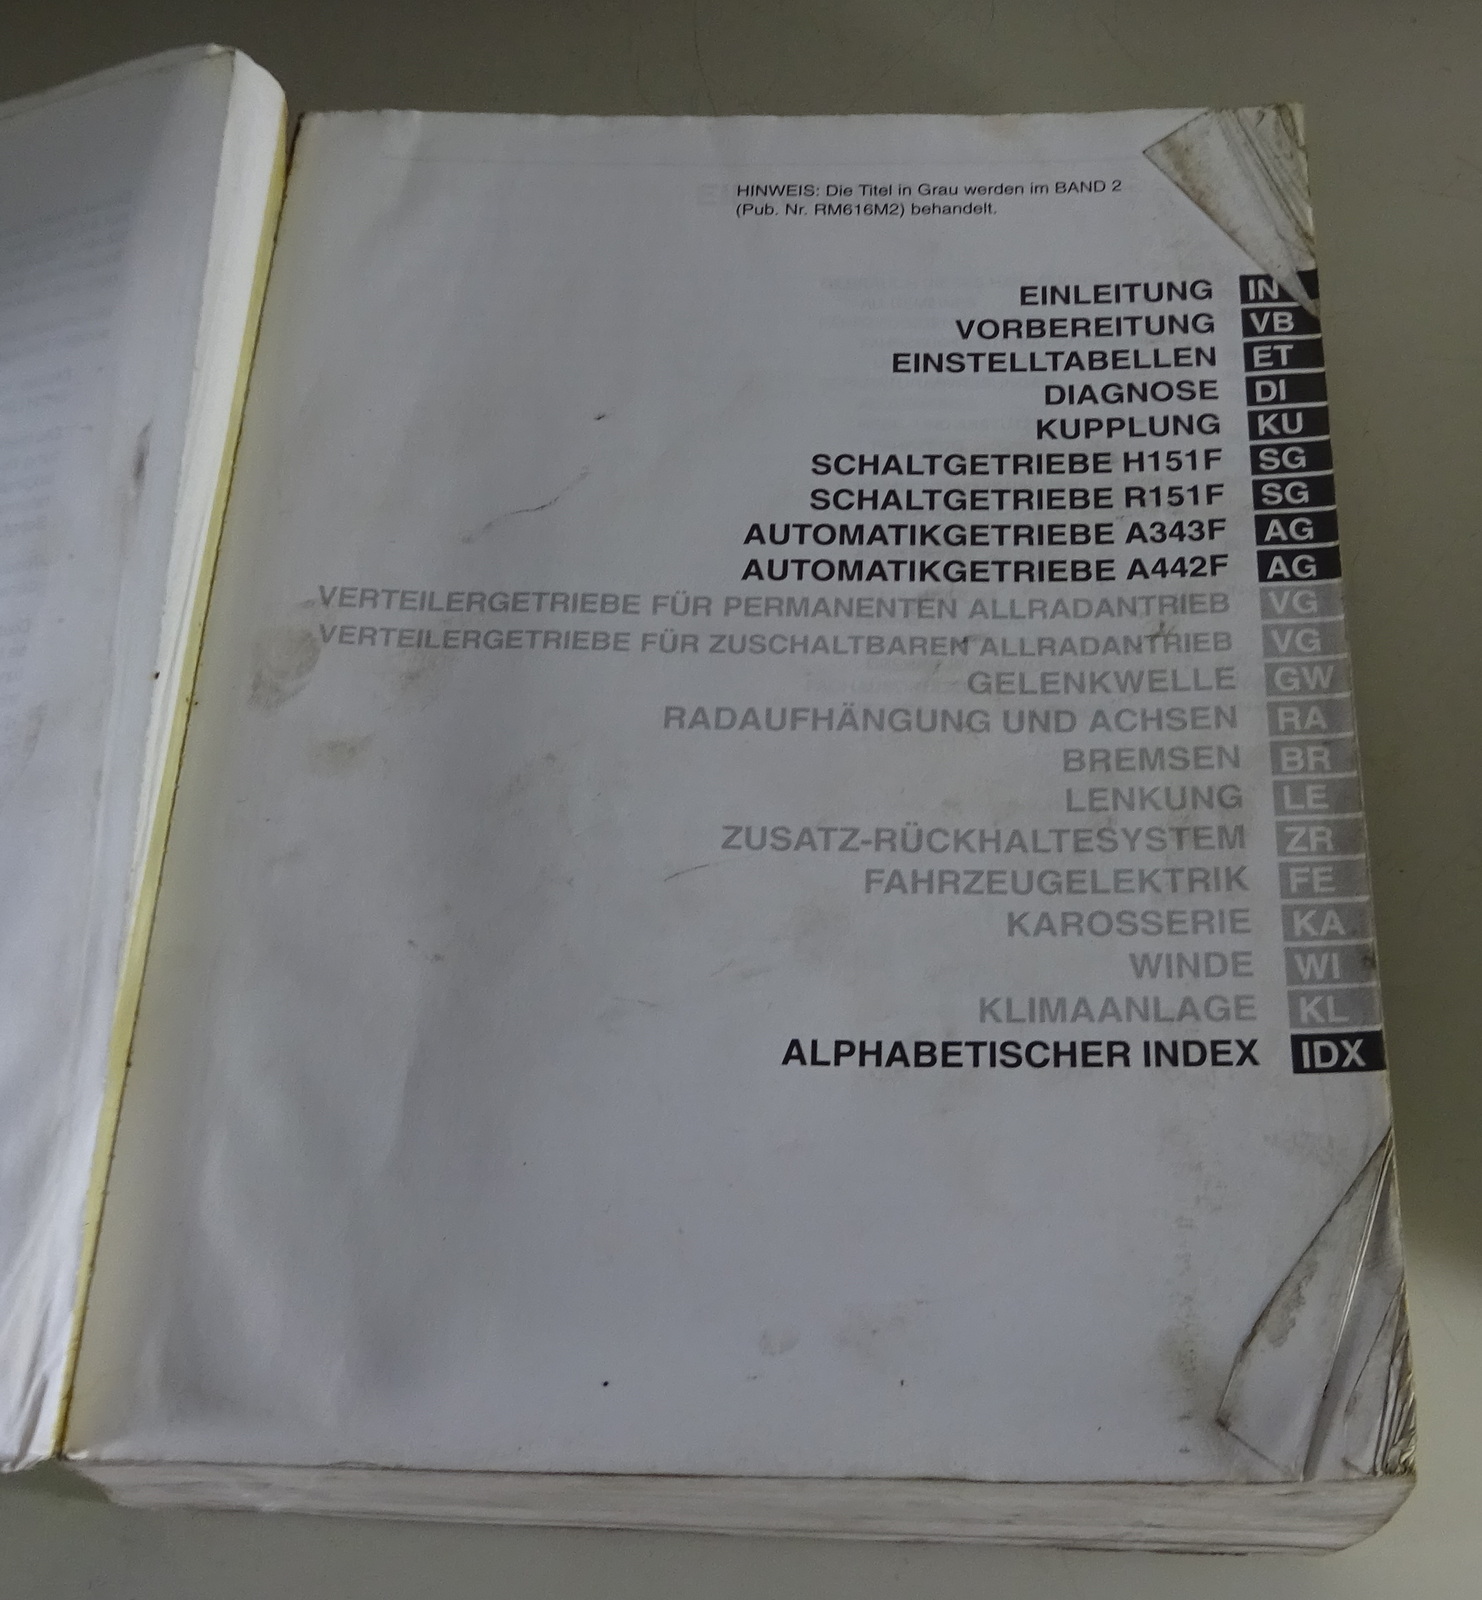 HINWEIS: Die Titel in Grau werden im BAND 2
(Pub. Nr. RM616M2) behandelt.
EINLEITUNG IN
VORBEREITUNG VB
EINSTELLTABELLEN ET
DIAGNOSE DI
KUPPLUNG KU
SCHALTGETRIEBE H151F SG
SCHALTGETRIEBE R151F SG
AUTOMATIKGETRIEBE A343F AG
AUTOMATIKGETRIEBE A442F AG
VERTEILERGETRIEBE FÜR PERMANENTEN ALLRADANTRIEB VG
VERTEILERGETRIEBE FÜR ZUSCHALTBAREN ALLRADANTRIEB VG
GELENKWELLE GW
RADAUFHÄNGUNG UND ACHSEN RA
BREMSEN BR
LENKUNG LE
ZUSATZ-RÜCKHALTESYSTEM ZR
FAHRZEUGELEKTRIK FE
KAROSSERIE KA
WINDE WI
KLIMAANLAGE KL
ALPHABETISCHER INDEX IDX